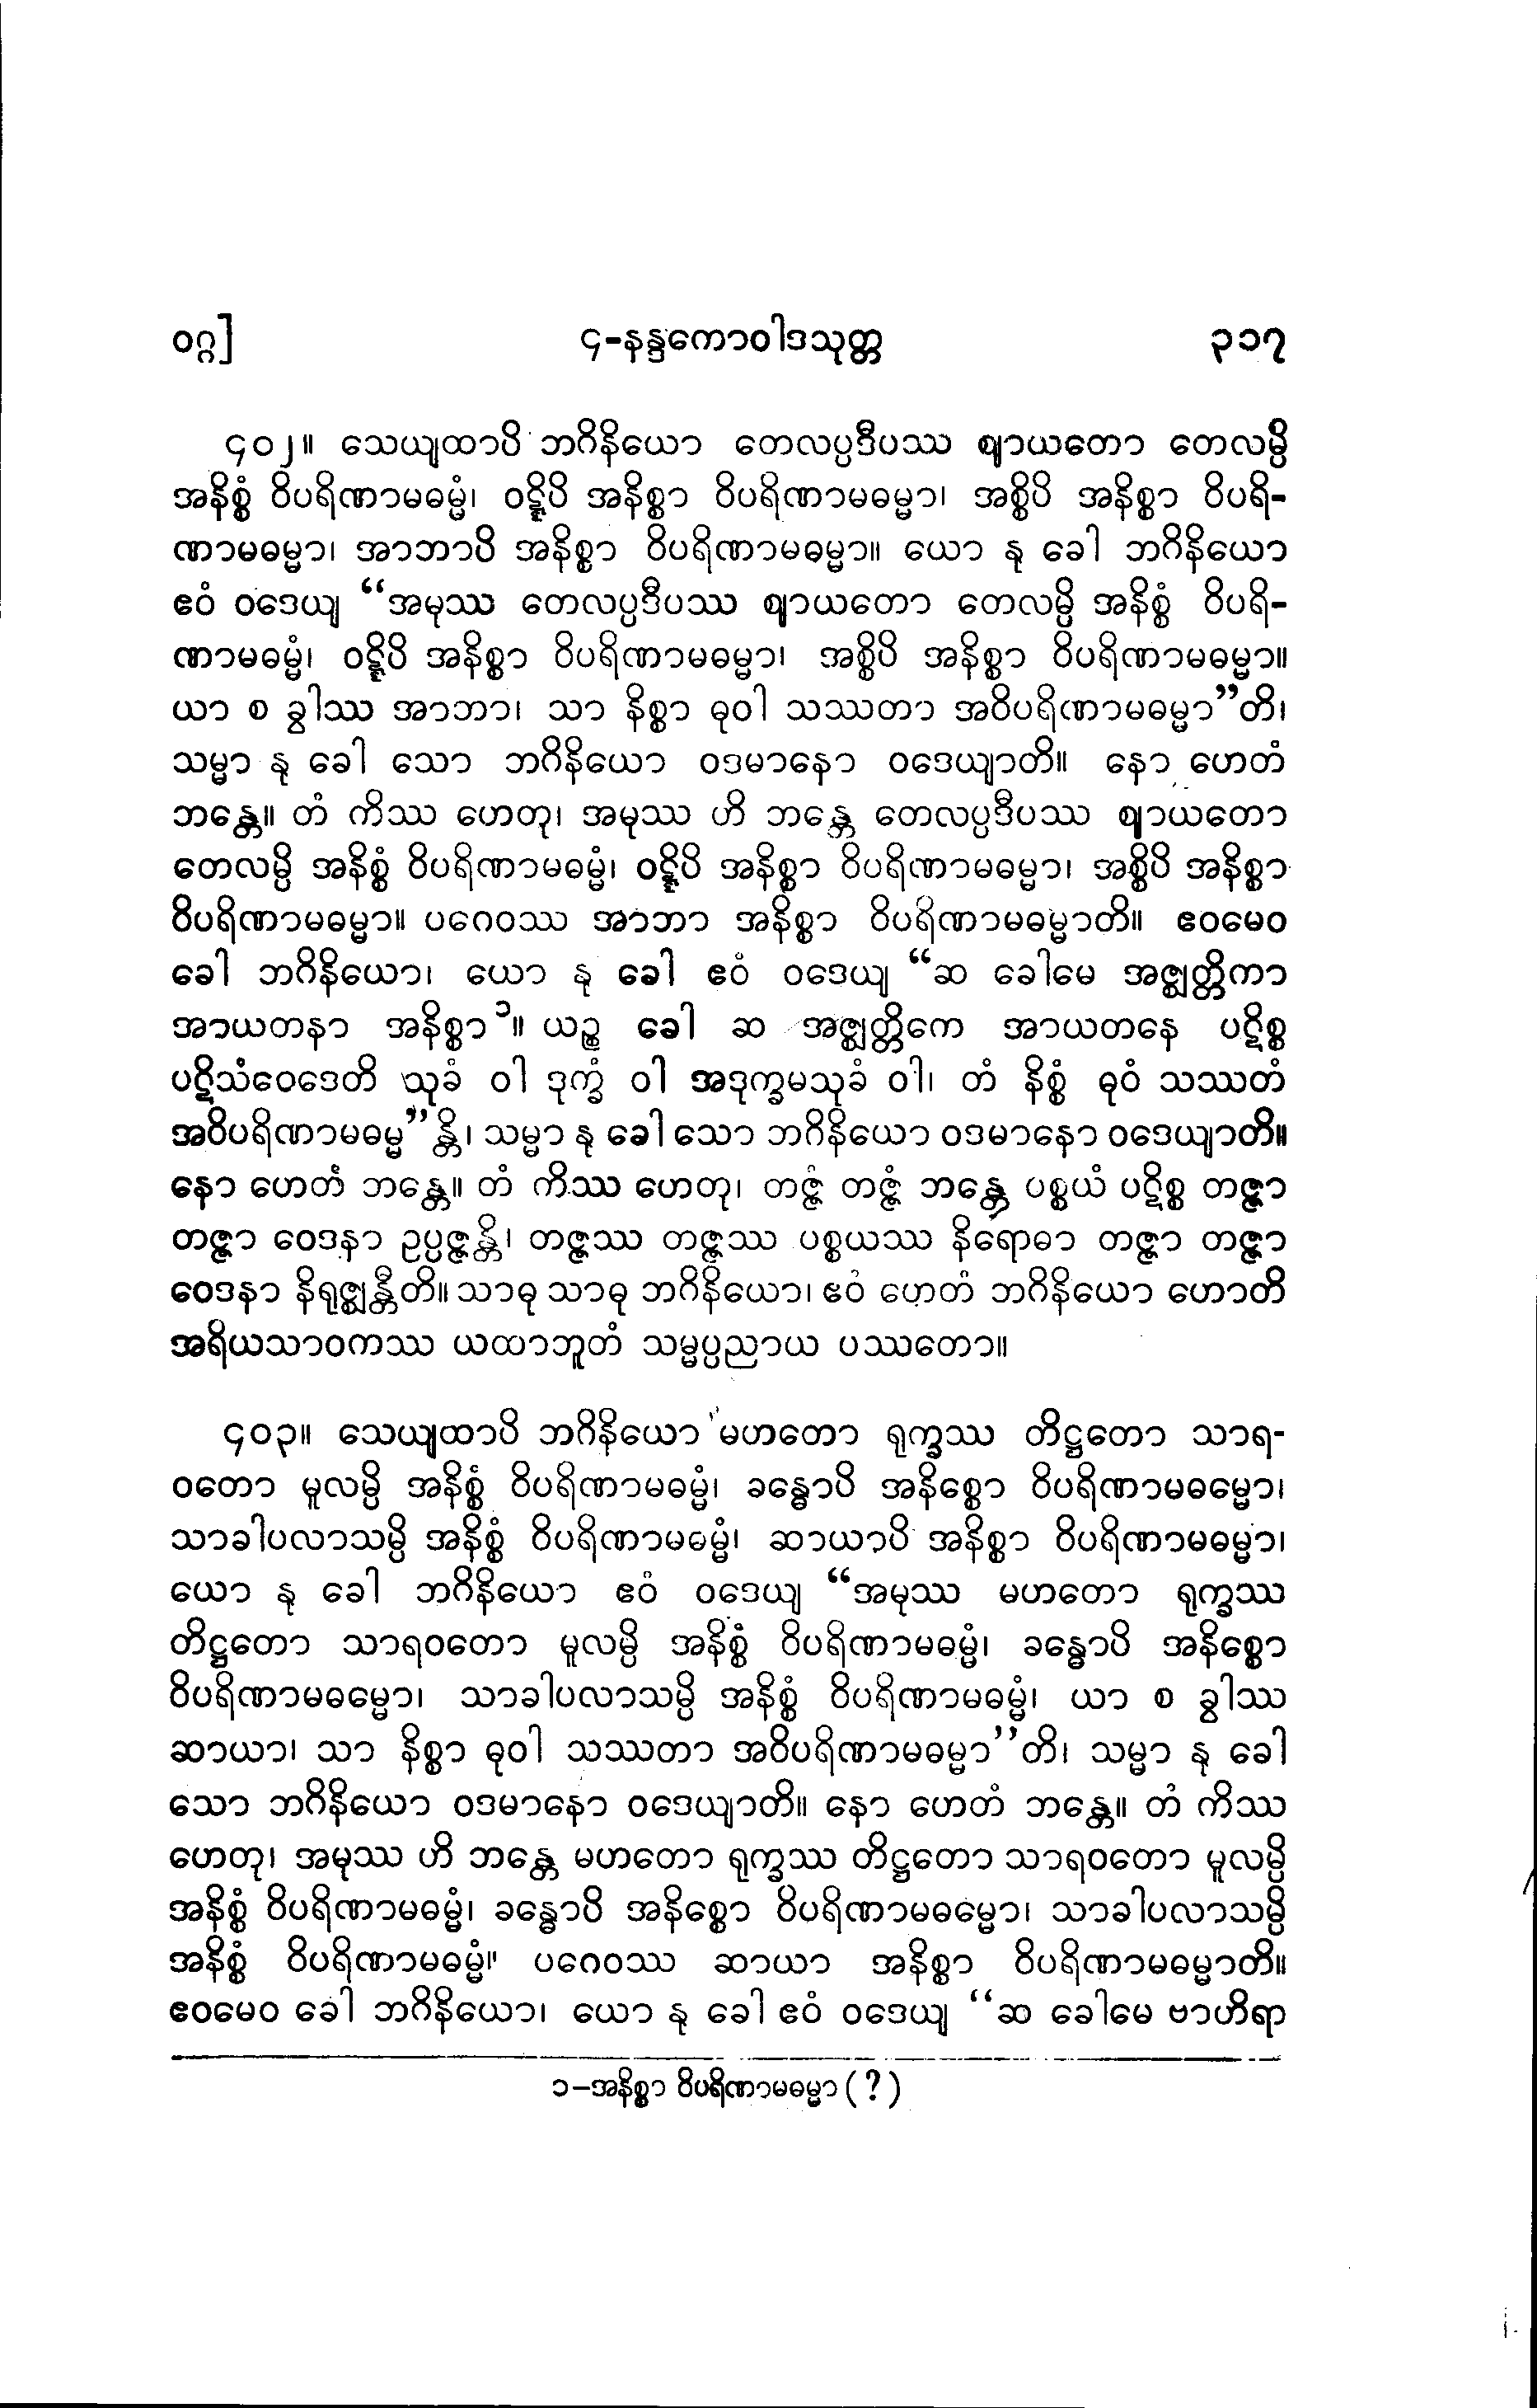 ဝဂ္ဂ] ၄-နန္ဒကောဝါဒသုတ္တ ၃၁၇
၄၀၂။ သေယျထာပိ ဘဂိနိယော တေလပ္ပဒီပဿ ဈာယတော တေလမ္ပိ
အနိစ္စံ ဝိပရိဏာမဓမ္မံ၊ ဝဋ္ဋိပိ အနိစ္စာ ဝိပရိဏာမဓမ္မာ၊ အစ္စိပိ အနိစ္စာ ဝိပရိ-
ဏာမဓမ္မာ၊ အာဘာပိ အနိစ္စာ ဝိပရိဏာမဓမ္မာ။ ယော နု ခေါ ဘဂိနိယော
ဧဝံ ဝဒေယျ “အမုဿ တေလပ္ပဒီပဿ ဈာယတော တေလမ္ပိ အနိစ္စံ ဝိပရိ-
ဏာမဓမ္မံ၊ ဝဋ္ဋိပိ အနိစ္စာ ဝိပရိဏာမဓမ္မာ၊ အစ္စိပိ အနိစ္စာ ဝိပရိဏာမဓမ္မာ။
ယာ စ ခွါဿ အာဘာ၊ သာ နိစ္စာ ဓုဝါ သဿတာ အဝိပရိဏာမဓမ္မာ”တိ၊
သမ္မာ နု ခေါ သော ဘဂိနိယော ဝဒမာနော ဝဒေယျာတိ။ နော ဟေတံ
ဘန္တေ။ တံ ကိဿ ဟေတု၊ အမုဿ ဟိ ဘန္တေ တေလပ္ပဒီပဿ ဈာယတော
တေလမ္ပိ အနိစ္စံ ဝိပရိဏာမဓမ္မံ၊ ဝဋ္ဋိပိ အနိစ္စာ ဝိပရိဏာမဓမ္မာ၊ အစ္စိပိ အနိစ္စာ
ဝိပရိဏာမဓမ္မာ။ ပဂေဝဿ အာဘာ အနိစ္စာ ဝိပရိဏာမဓမ္မာတိ။ ဧဝမေဝ
ခေါ ဘဂိနိယော၊ ယော နု ခေါ ဧဝံ ဝဒေယျ “ဆ ခေါမေ အဇ္ဈတ္တိကာ
အာယတနာ အနိစ္စာ ၁။ ယဉ္စ ခေါ ဆ အဇ္ဈတ္တိကေ အာယတနေ ပဋိစ္စ
ပဋိသံဝေဒေတိ သုခံ ဝါ ဒုက္ခံ ဝါ အဒုက္ခမသုခံ ဝါ၊ တံ နိစ္စံ ဓုဝံ သဿတံ
အဝိပရိဏာမဓမ္မ”န္တိ၊ သမ္မာ နု ခေါ သော ဘဂိနိယော ဝဒမာနော ဝဒေယျာတိ။
နော ဟေတံ ဘန္တေ။ တံ ကိဿ ဟေတု၊ တဇ္ဇံ တဇ္ဇံ ဘန္တေ ပစ္စယံ ပဋိစ္စ တဇ္ဇာ
တဇ္ဇာ ဝေဒနာ ဥပ္ပဇ္ဇန္တိ၊ တဇ္ဇဿ တဇ္ဇဿ ပစ္စယဿ နိရောဓာ တဇ္ဇာ တဇ္ဇာ
ဝေဒနာ နိရုဇ္ဈန္တီတိ။ သာဓု သာဓု ဘဂိနိယော၊ ဧဝံ ဟေတံ ဘဂိနိယော ဟောတိ
အရိယသာဝကဿ ယထာဘူတံ သမ္မပ္ပညာယ ပဿတော။
၄၀၃။ သေယျထာပိ ဘဂိနိယော မဟတော ရုက္ခဿ တိဋ္ဌတော သာရ-
ဝတော မူလမ္ပိ အနိစ္စံ ဝိပရိဏာမဓမ္မံ၊ ခန္ဓောပိ အနိစ္စော ဝိပရိဏာမဓမ္မော၊
သာခါပလာသမ္ပိ အနိစ္စံ ဝိပရိဏာမဓမ္မံ၊ ဆာယာပိ အနိစ္စာ ဝိပရိဏာမဓမ္မာ၊
ယော နု ခေါ ဘဂိနိယော ဧဝံ ဝဒေယျ “အမုဿ မဟတော ရုက္ခဿ
တိဋ္ဌတော သာရဝတော မူလမ္ပိ အနိစ္စံ ဝိပရိဏာမဓမ္မံ၊ ခန္ဓောပိ အနိစ္စော
ဝိပရိဏာမဓမ္မော၊ သာခါပလာသမ္ပိ အနိစ္စံ ဝိပရိဏာမဓမ္မံ၊ ယာ စ ခွါဿ
ဆာယာ၊ သာ နိစ္စာ ဓုဝါ သဿတာ အဝိပရိဏာမဓမ္မာ”တိ၊ သမ္မာ နု ခေါ
သော ဘဂိနိယော ဝဒမာနော ဝဒေယျာတိ။ နော ဟေတံ ဘန္တေ။ တံ ကိဿ
ဟေတု၊ အမုဿ ဟိ ဘန္တေ မဟတော ရုက္ခဿ တိဋ္ဌတော သာရဝတော မူလမ္ပိ
အနိစ္စံ ဝိပရိဏာမဓမ္မံ၊ ခန္ဓောပိ အနိစ္စော ဝိပရိဏာမဓမ္မော၊ သာခါပလာသမ္ပိ
အနိစ္စံ ဝိပရိဏာမဓမ္မံ။ ပဂေဝဿ ဆာယာ အနိစ္စာ ဝိပရိဏာမဓမ္မာတိ။
ဧဝမေဝ ခေါ ဘဂိနိယော၊ ယော နု ခေါ ဧဝံ ဝဒေယျ “ဆ ခေါမေ ဗာဟိရာ
၁-အနိစ္စာ ဝိပရိဏာမဓမ္မာ (?)